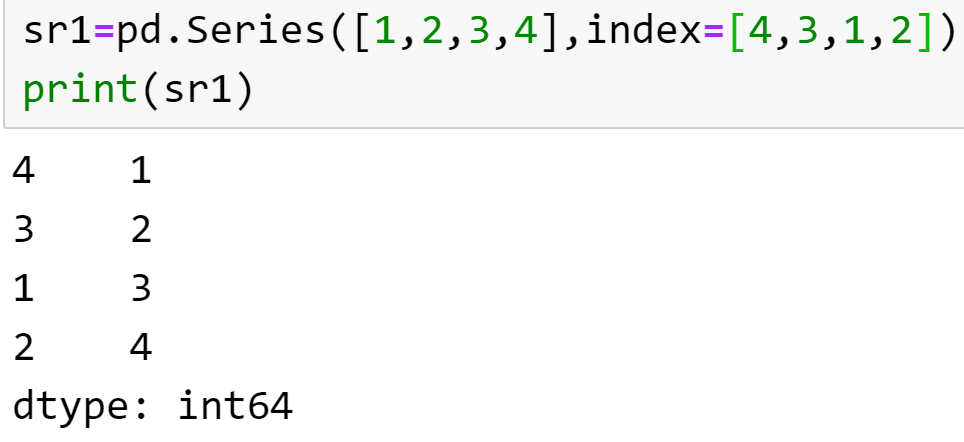 sr1=pd.Series([1,2,3,4],index=[4,3,1,2])
print(sr1)
4    1
3    2
1    3
2    4
dtype: int64